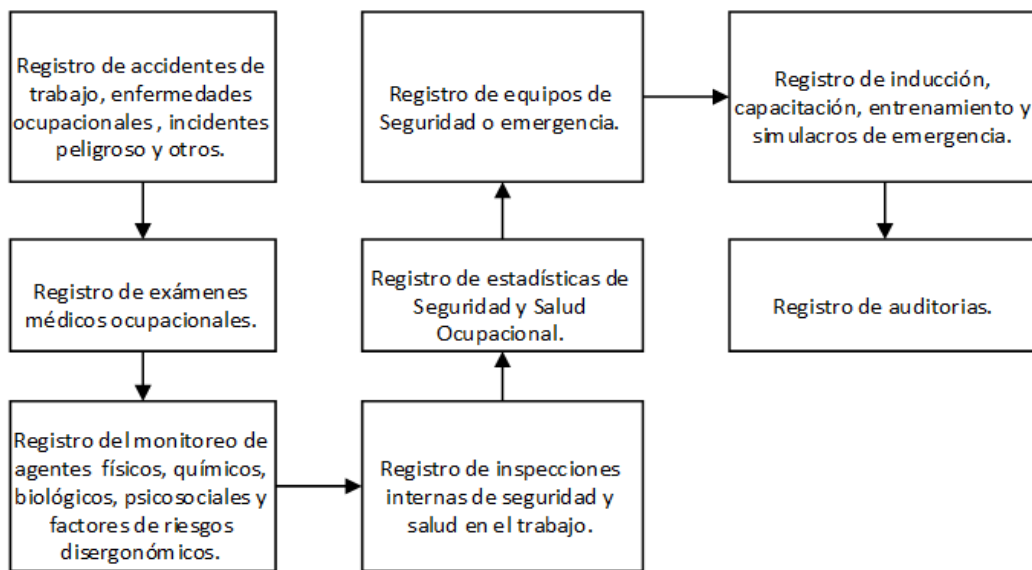 Registro de accidentes de
trabajo, enfermedades
ocupacionales , incidentes
peligroso y otros.
Registro de exámenes
médicos ocupacionales.
Registro del monitoreo de
agentes físicos, químicos,
biológicos, psicosociales y
factores de riesgos
disergonómicos.
Registro de inspecciones
internas de seguridad y
salud en el trabajo.
Registro de estadísticas de
Seguridad y Salud
Ocupacional.
Registro de equipos de
Seguridad o emergencia.
Registro de inducción,
capacitación, entrenamiento y
simulacros de emergencia.
Registro de auditorias.